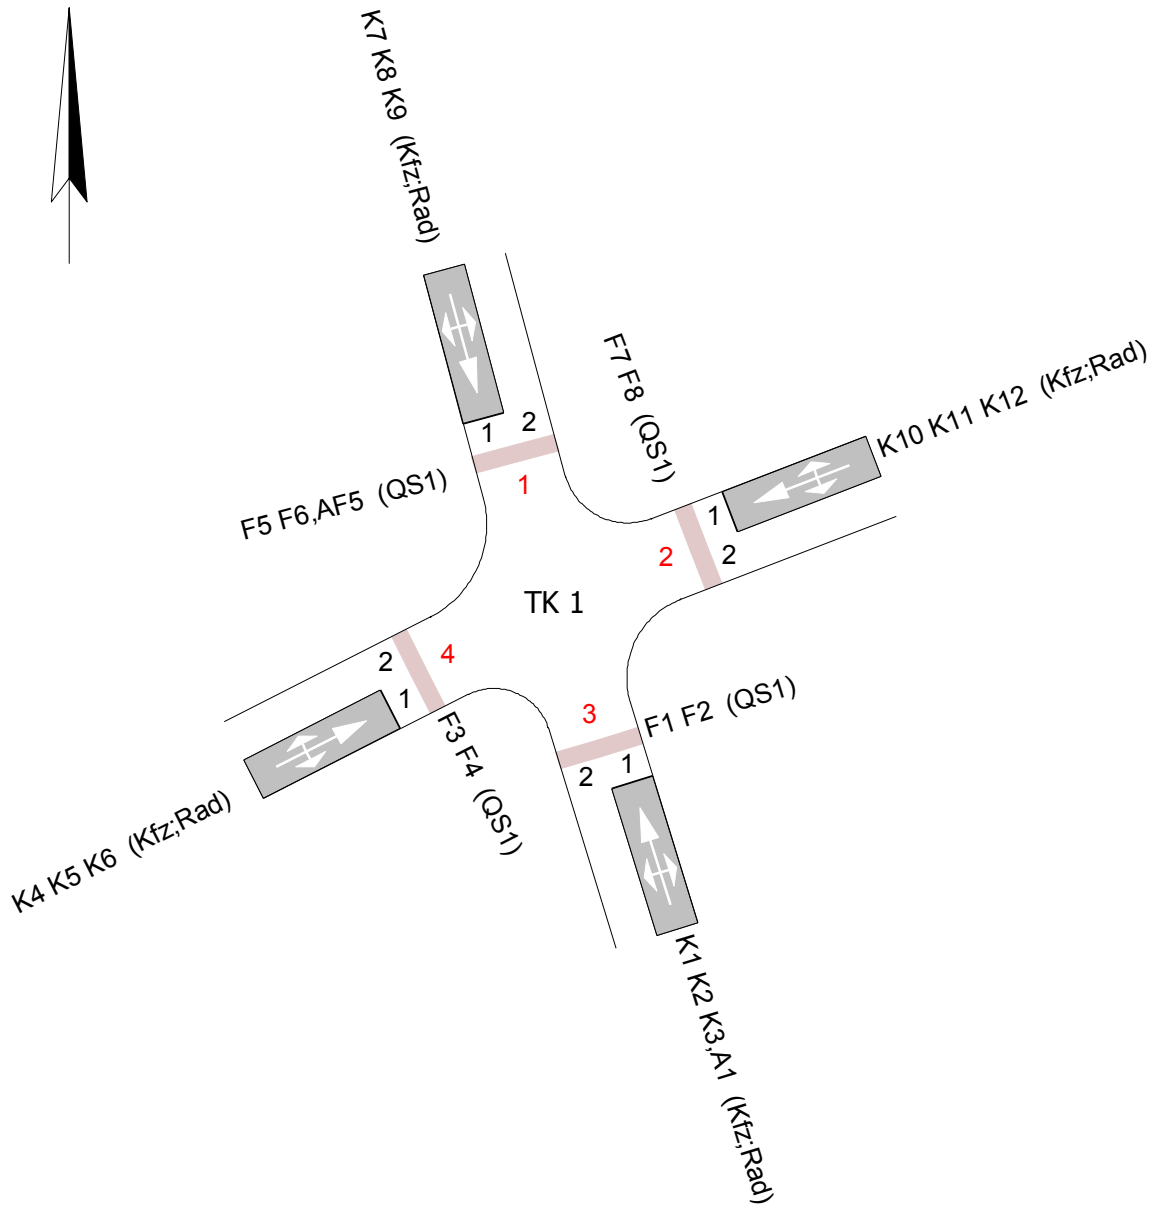 K7 K8 K9 (Kfz;Rad)
F7 F8 (QS1)
K10 K11 K12 (Kfz;Rad)
1
2
F5 F6,AF5 (QS1)
1
1
2
2
TK 1
2
4
1
3
F1 F2 (QS1)
2
1
F3 F4 (QS1)
K4 K5 K6 (Kfz;Rad)
K1 K2 K3,A1 (Kfz;Rad)